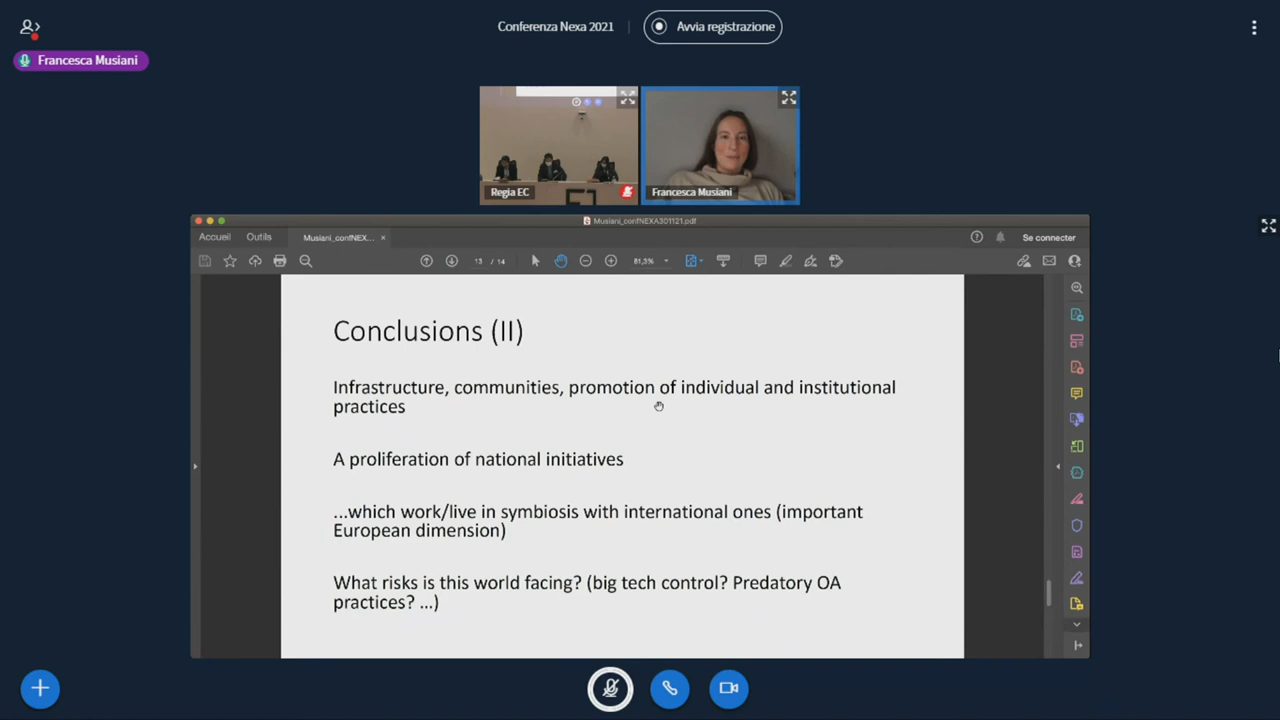 Conferenza Nexa 2021
Avvia registrazione
Francesca Musiani
Regia EC
Francesca Musiani
Musiani_confNEXA301121.pdf
Accueil
Outils
Musiani_confNEX...
Se connecter
13 / 14
81,3%
Conclusions (II)
Infrastructure, communities, promotion of individual and institutional
practices
A proliferation of national initiatives
...which work/live in symbiosis with international ones (important
European dimension)
What risks is this world facing? (big tech control? Predatory OA
practices? ...)